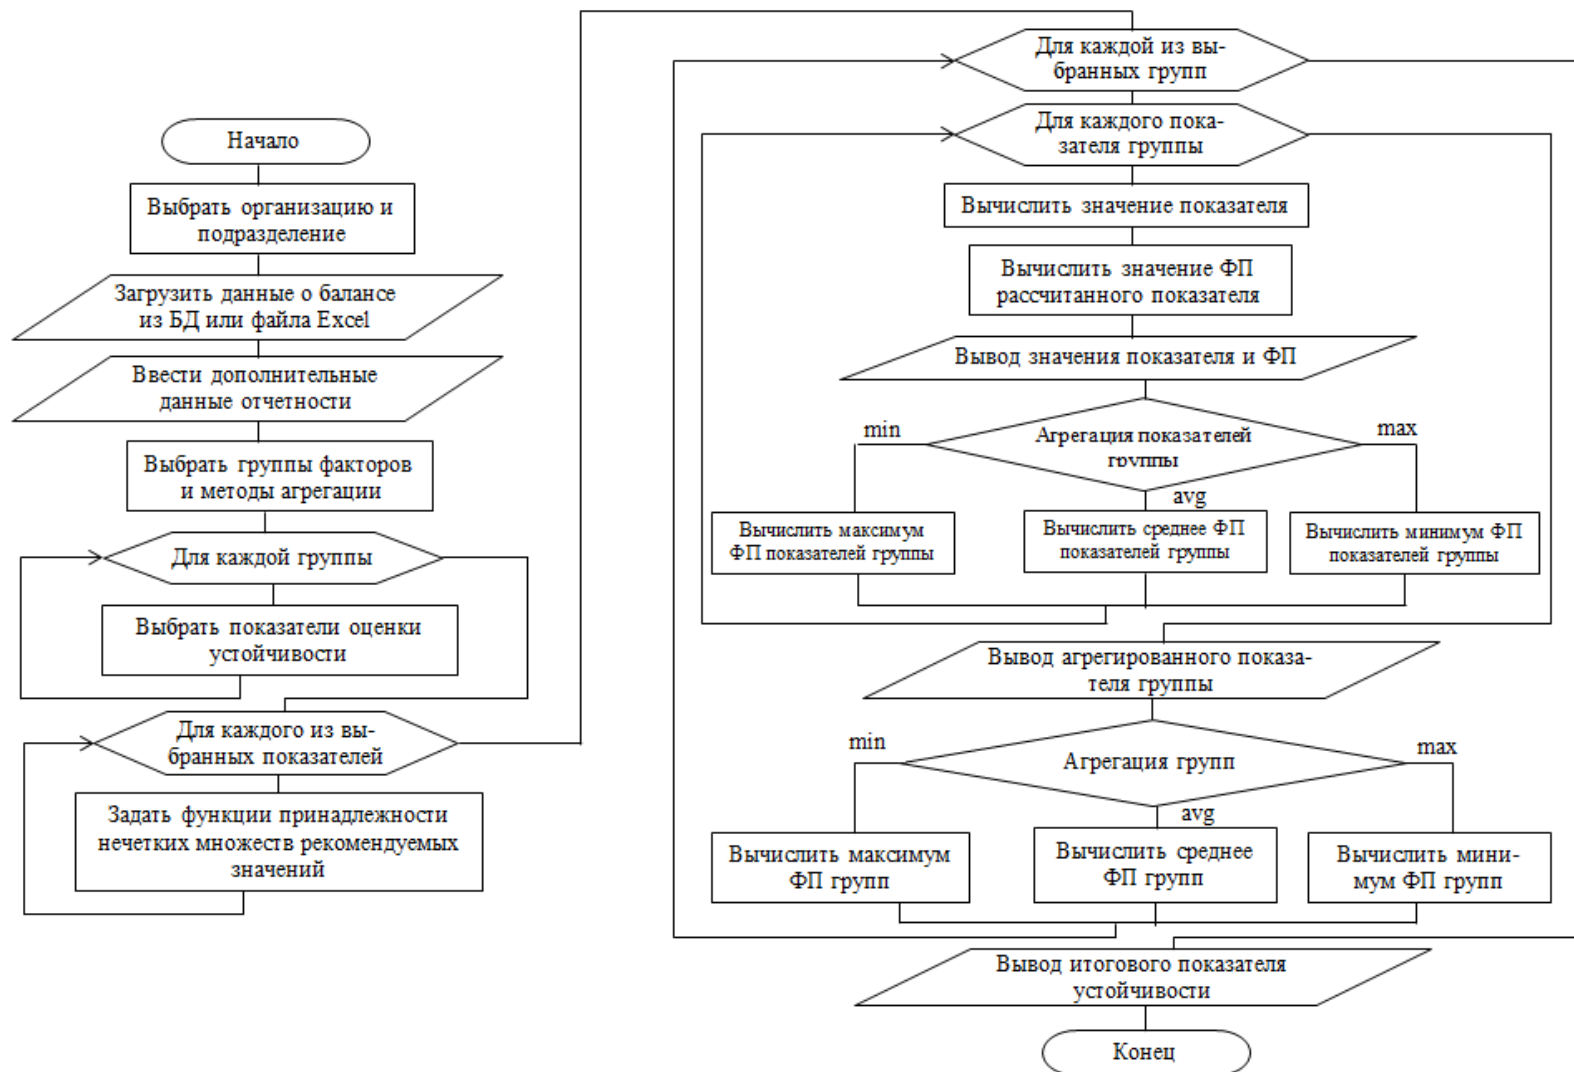 Начало
Выбрать организацию и
подразделение
Загрузить данные о балансе
из БД или файла Excel
Ввести дополнительные
данные отчетности
Выбрать группы факторов
и методы агрегации
Для каждой группы
Выбрать показатели оценки
устойчивости
Для каждого из вы-
бранных показателей
Задать функции принадлежности
нечетких множеств рекомендуемых
значений
Для каждой из вы-
бранных групп
Для каждого пока-
зателя группы
Вычислить значение показателя
Вычислить значение ФП
рассчитанного показателя
Вывод значения показателя и ФП
min
Агрегация показателей
группы
max
avg
Вычислить максимум
ФП показателей группы
Вычислить среднее ФП
показателей группы
Вычислить минимум ФП
показателей группы
Вывод агрегированного показа-
теля группы
min
Агрегация групп
max
avg
Вычислить максимум
ФП групп
Вычислить среднее
ФП групп
Вычислить мини-
мум ФП групп
Вывод итогового показателя
устойчивости
Конец